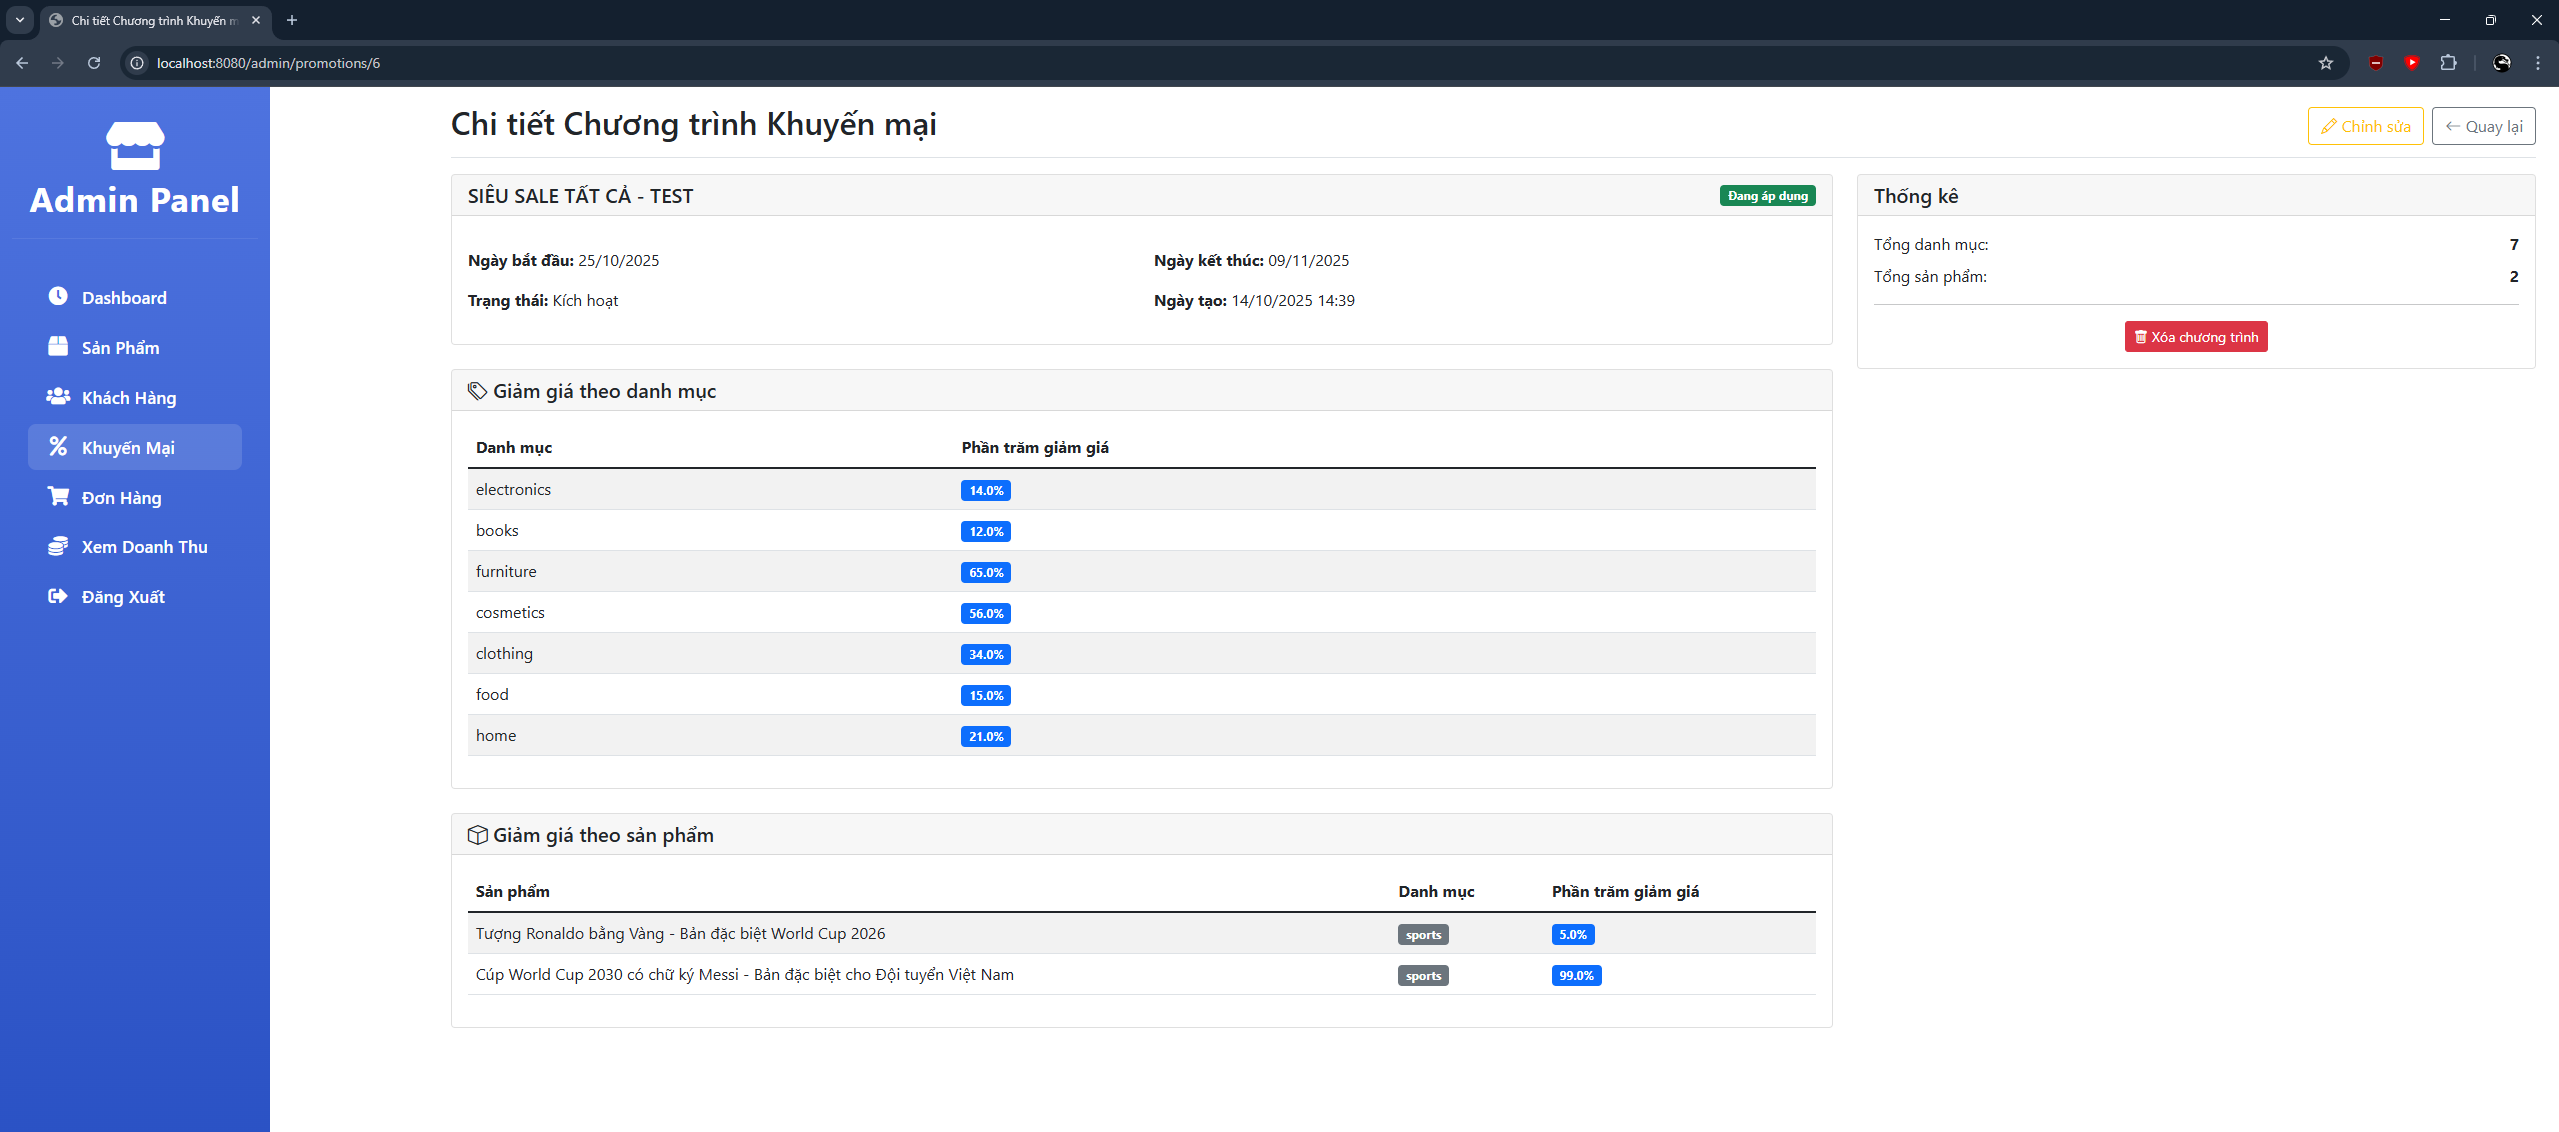 Chi tiết Chương trình Khuyến m
localhost:8080/admin/promotions/6
Admin Panel
Dashboard
Sản Phẩm
Khách Hàng
Khuyến Mại
Đơn Hàng
Xem Doanh Thu
Đăng Xuất
Chi tiết Chương trình Khuyến mại
Chỉnh sửa
Quay lại
SIÊU SALE TẤT CẢ - TEST
Đang áp dụng
Ngày bắt đầu: 25/10/2025
Ngày kết thúc: 09/11/2025
Trạng thái: Kích hoạt
Ngày tạo: 14/10/2025 14:39
Giảm giá theo danh mục
Danh mục Phần trăm giảm giá
electronics 14.0%
books 12.0%
furniture 65.0%
cosmetics 56.0%
clothing 34.0%
food 15.0%
home 21.0%
Giảm giá theo sản phẩm
Sản phẩm Danh mục Phần trăm giảm giá
Tượng Ronaldo bằng Vàng - Bản đặc biệt World Cup 2026 sports 5.0%
Cúp World Cup 2030 có chữ ký Messi - Bản đặc biệt cho Đội tuyển Việt Nam sports 99.0%
Thống kê
Tổng danh mục: 7
Tổng sản phẩm: 2
Xóa chương trình